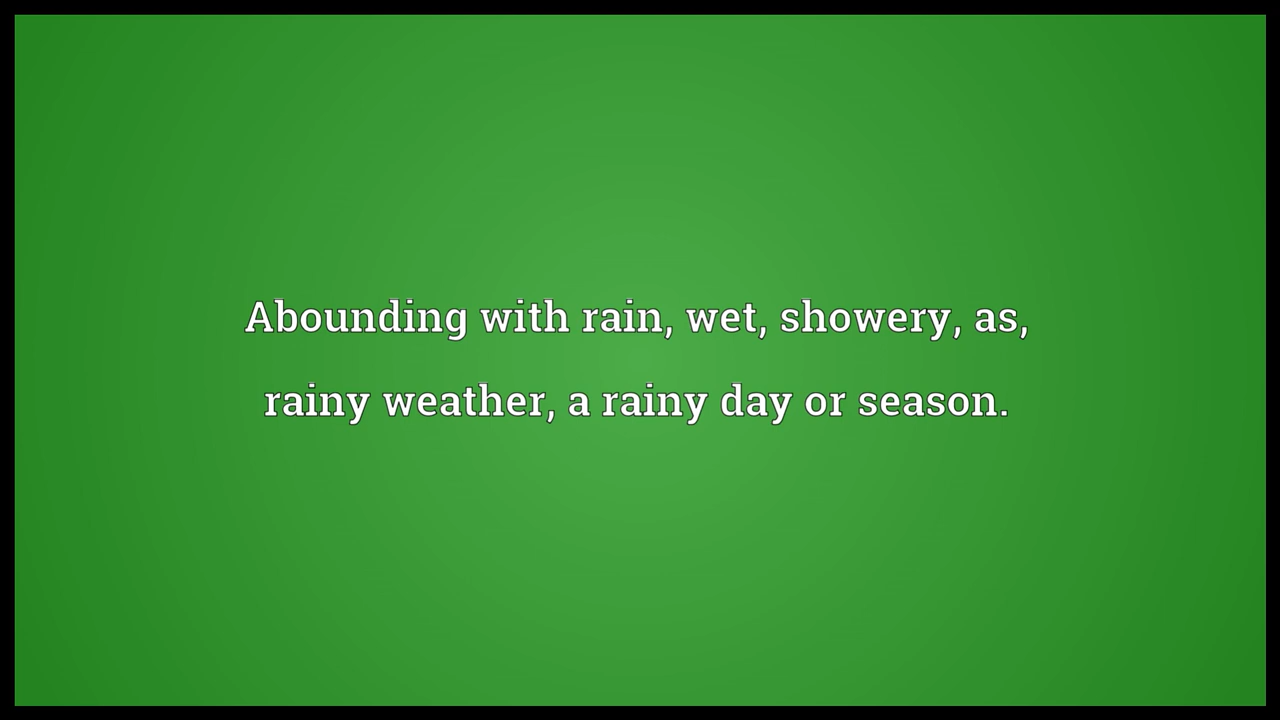 Abounding with rain, wet, showery, as,
rainy weather, a rainy day or season.